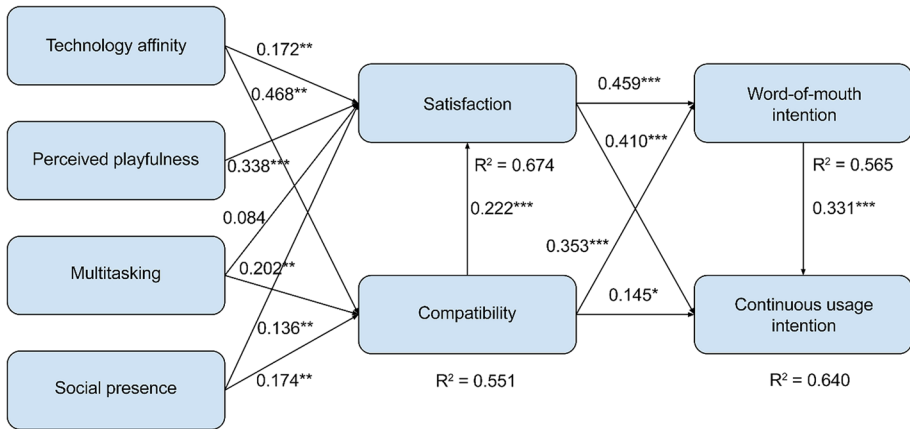 Technology affinity
0.172**
0.468**
Satisfaction
0.459***
Word-of-mouth
intention
0.410***
Perceived playfulness
0.338***
R² = 0.674
R² = 0.565
0.084
0.222***
0.331***
0.353***
Multitasking
0.202**
0.145*
Compatibility
Continuous usage
intention
0.136**
Social presence
0.174**
R² = 0.551
R² = 0.640